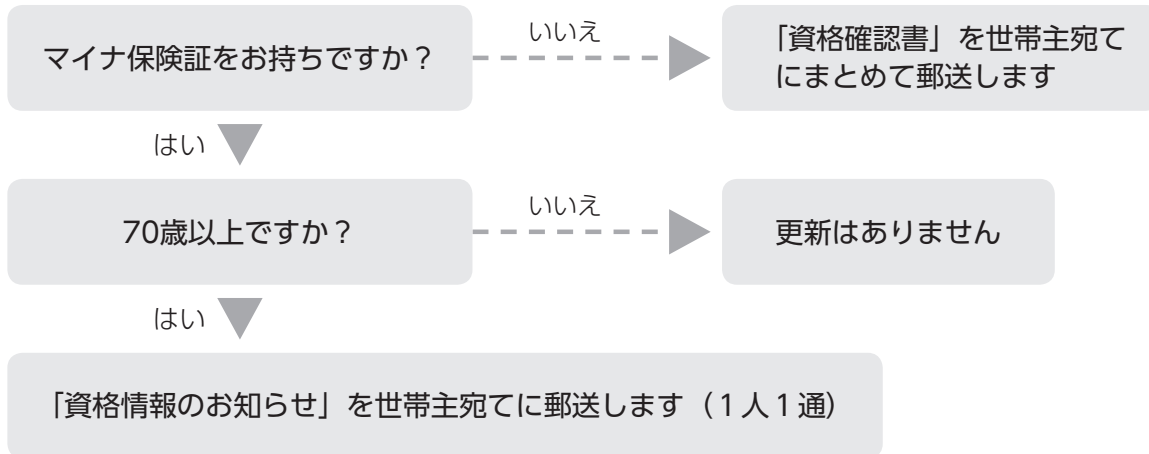 マイナ保険証をお持ちですか？
いいえ
「資格確認書」を世帯主宛て
にまとめて郵送します
はい
70歳以上ですか？
いいえ
更新はありません
はい
「資格情報のお知らせ」を世帯主宛てに郵送します（１人１通）